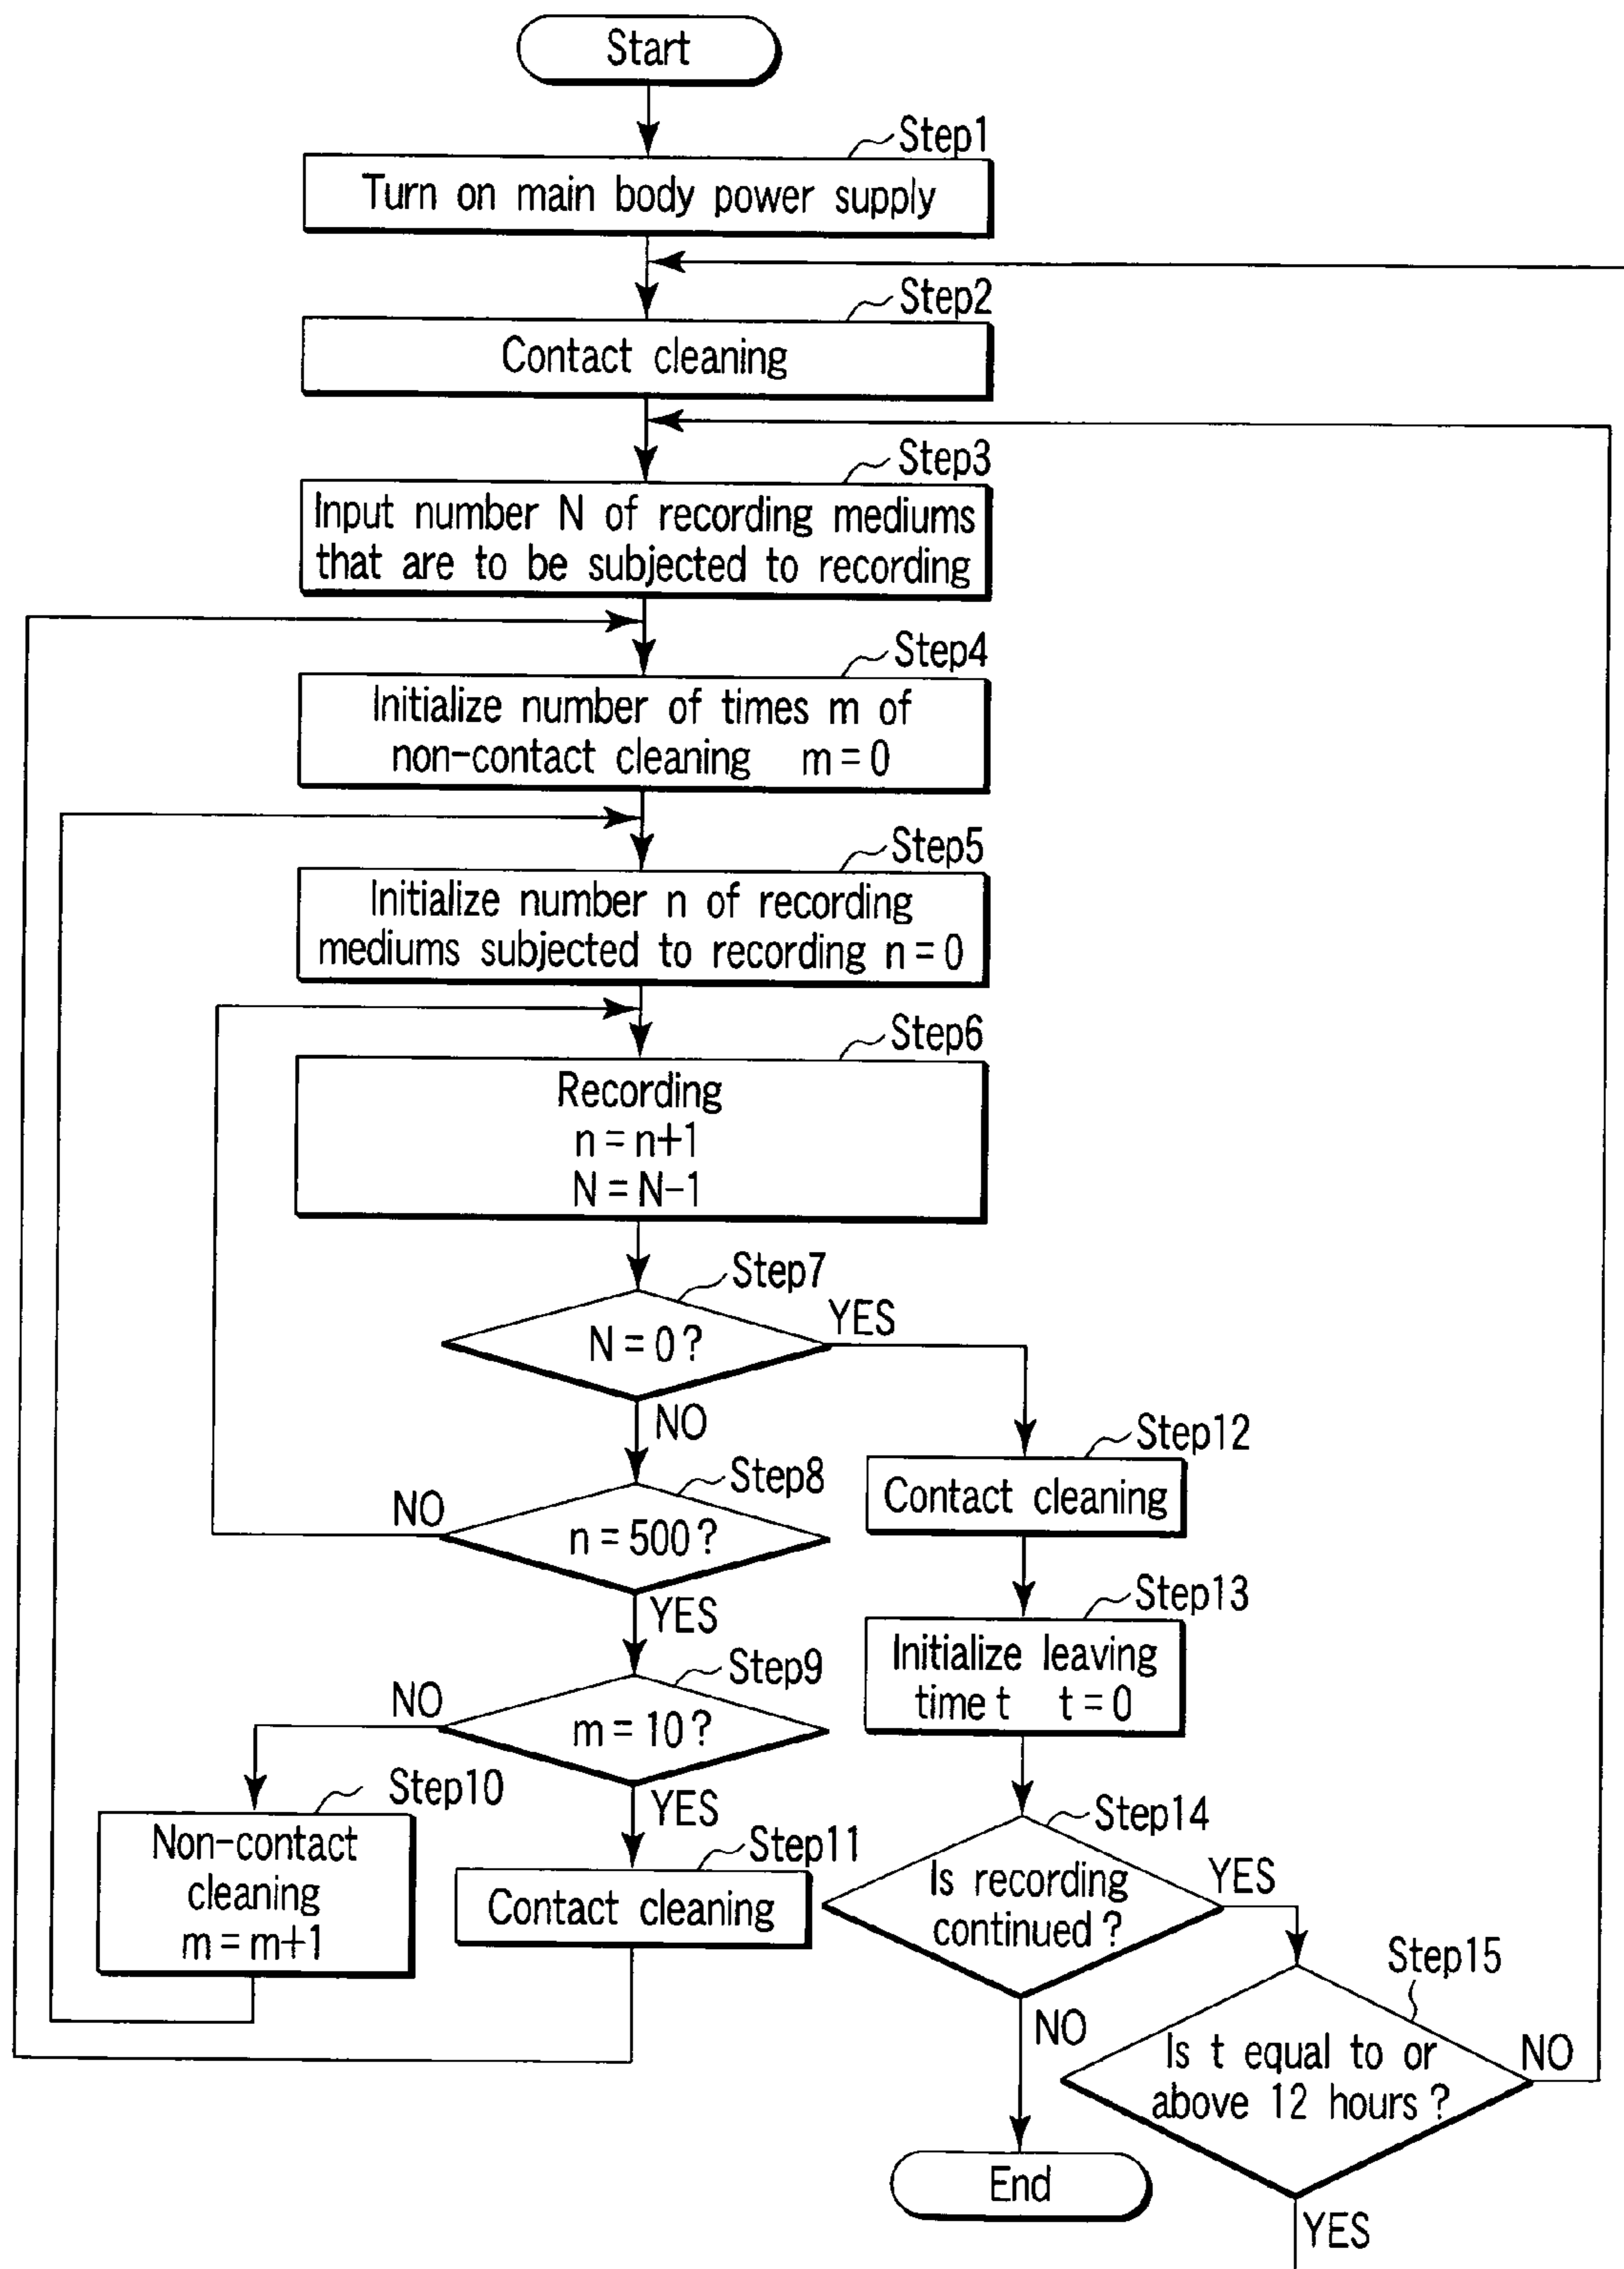 Start
Step1
Turn on main body power supply
Step2
Contact cleaning
Step3
Input number N of recording mediums
that are to be subjected to recording
Step4
Initialize number of times m of
non-contact cleaning m=0
Step5
Initialize number n of recording
mediums subjected to recording n=0
Step6
Recording
n=n+1
N=N-1
Step7
N=0?
YES
NO
Step8
n=500?
NO
YES
Step9
m=10?
NO
YES
Step10
Non-contact
cleaning
m=m+1
Step11
Contact cleaning
Step12
Contact cleaning
Step13
Initialize leaving
time t t=0
Step14
Is recording
continued?
YES
NO
Step15
Is t equal to or
above 12 hours?
NO
YES
End